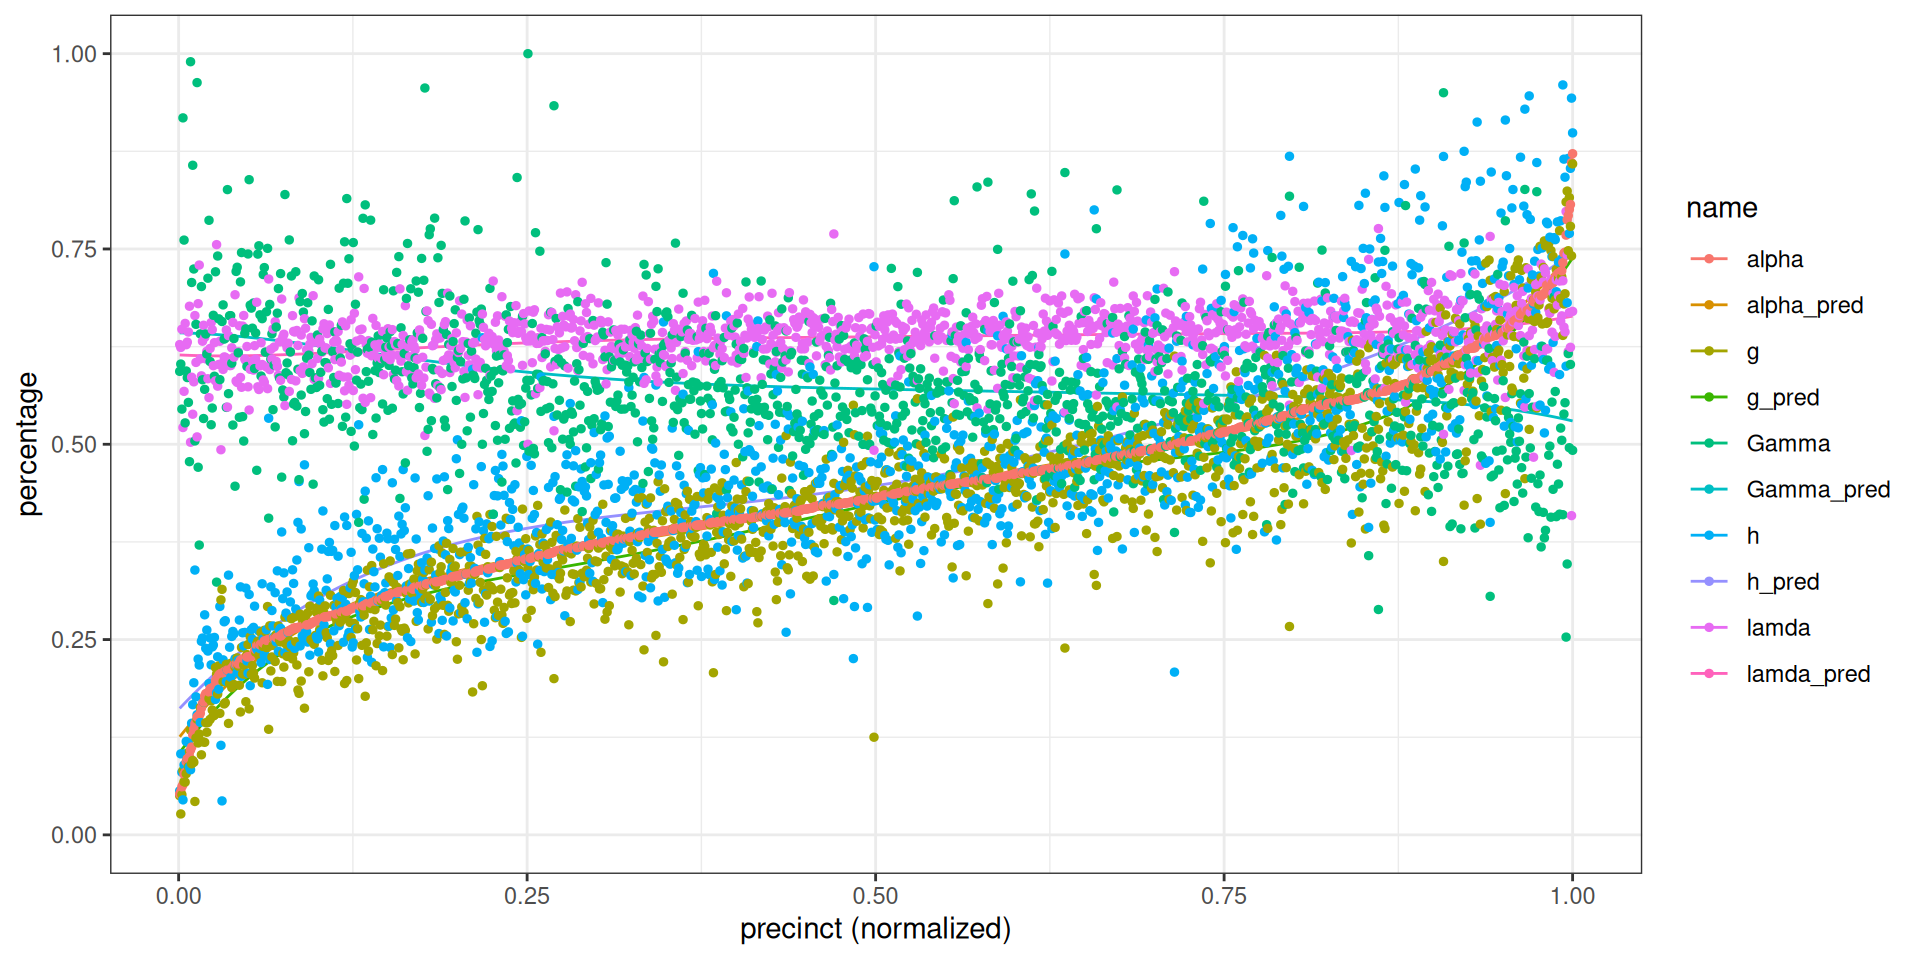 1.00
0.75
0.50
0.25
0.00
percentage
0.00 0.25 0.50 0.75 1.00
precinct (normalized)
name
alpha
alpha_pred
g
g_pred
Gamma
Gamma_pred
h
h_pred
lamda
lamda_pred